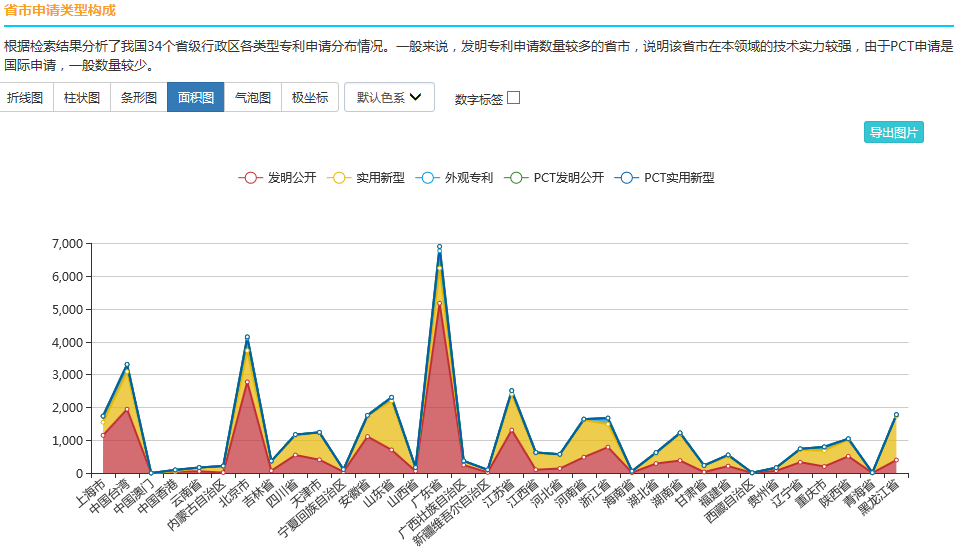 省市申请类型构成
根据检索结果分析了我国34个省级行政区各类型专利申请分布情况。一般来说，发明专利申请数量较多的省市，说明该省市在本领域的技术实力较强，由于PCT申请是
国际申请，一般数量较少。
折线图 柱状图 条形图 面积图 气泡图 极坐标 默认色系 数字标签
导出图片
发明公开 实用新型 外观专利 PCT发明公开 PCT实用新型
7,000
6,000
5,000
4,000
3,000
2,000
1,000
0
上海市 中国台湾 中国澳门 中国香港 云南省 内蒙古自治区 北京市 吉林省 四川省 天津市 宁夏回族自治区 安徽省 山东省 山西省 广东省 广西壮族自治区 新疆维吾尔自治区 江苏省 江西省 河北省 河南省 浙江省 海南省 湖北省 湖南省 甘肃省 福建省 西藏自治区 贵州省 辽宁省 重庆市 陕西省 青海省 黑龙江省